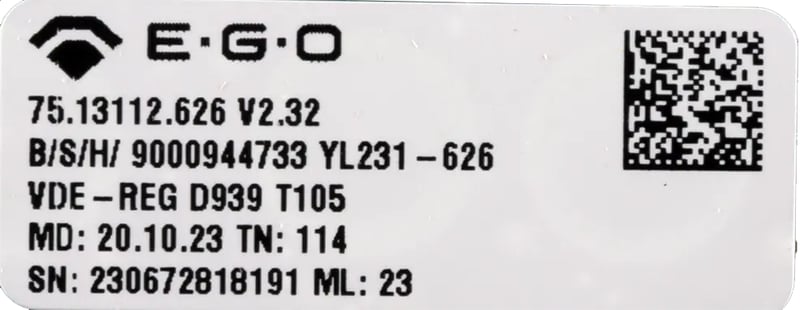 E·G·O
75.13112.626 V2.32
B/S/H/ 9000944733 YL231-626
VDE-REG D939 T105
MD: 20.10.23 TN: 114
SN: 230672818191 ML: 23